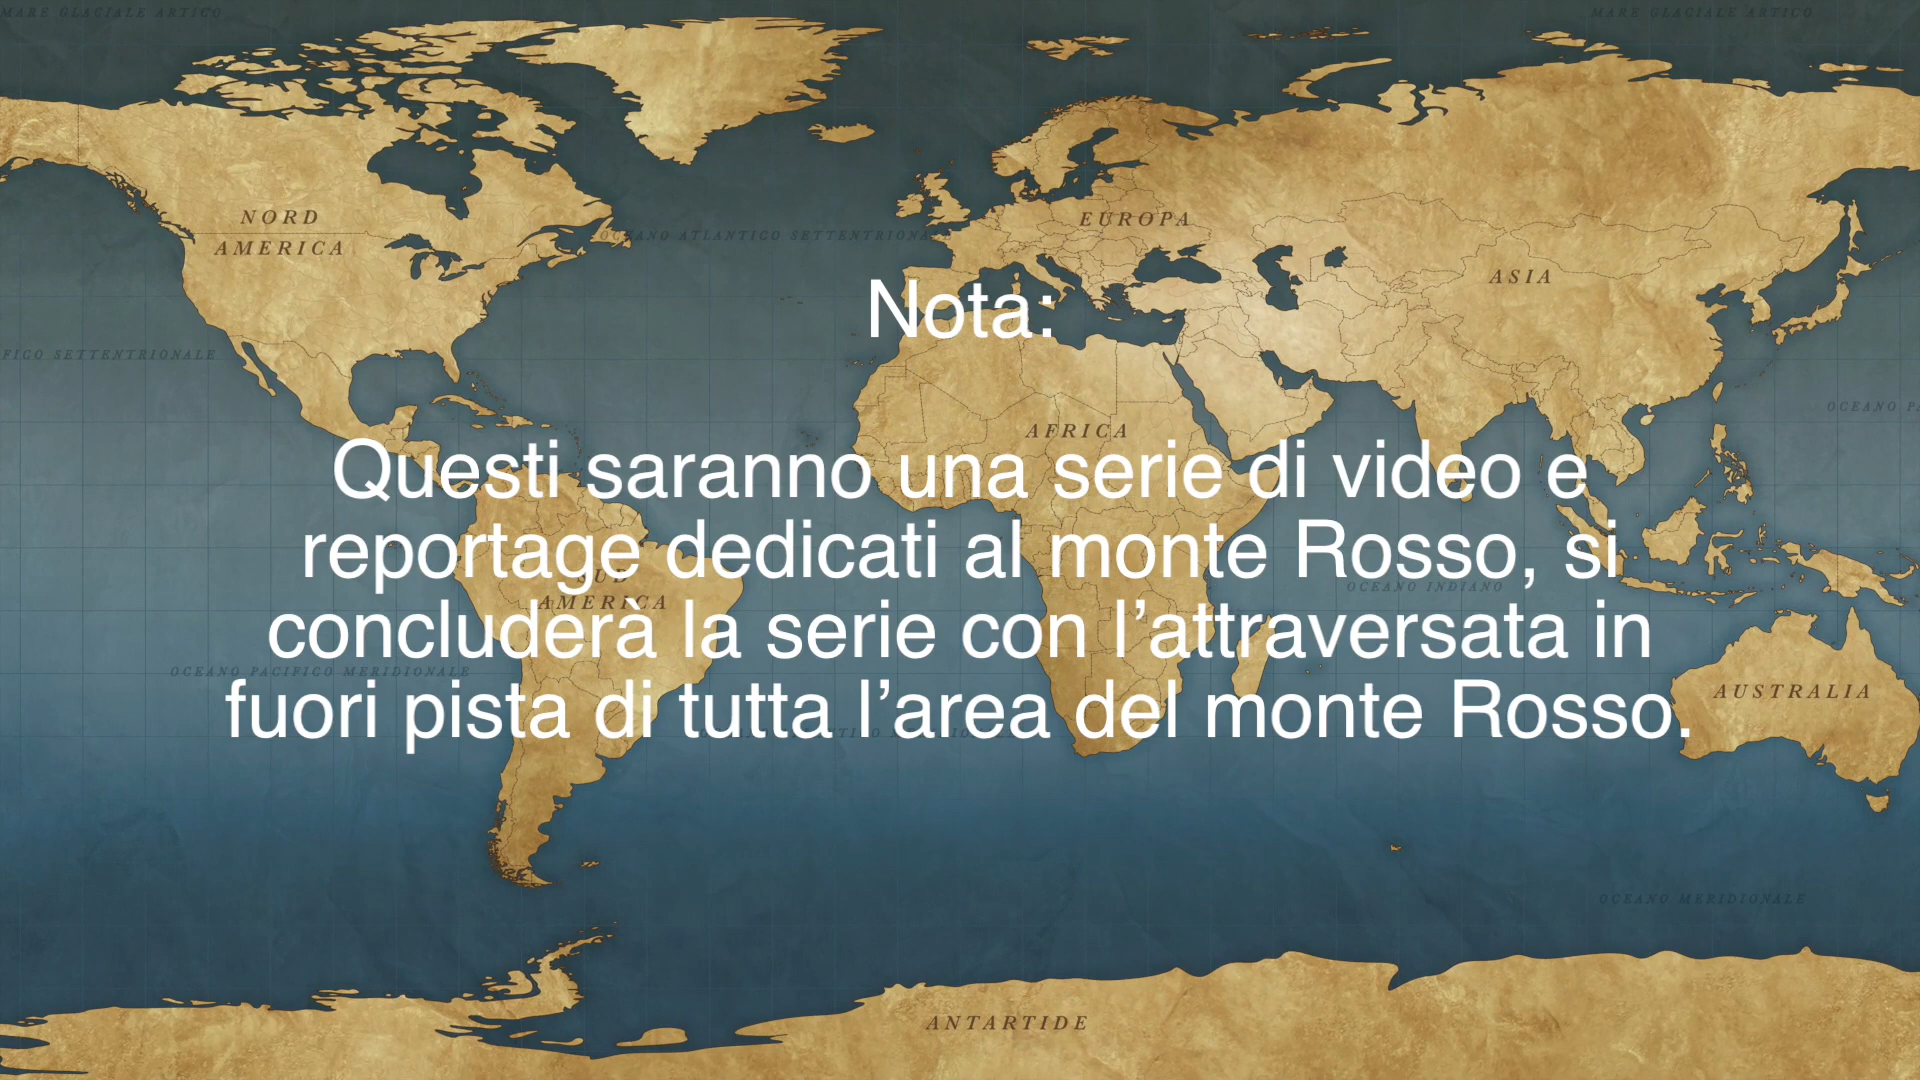 MARE GLACIALE ARTICO
MARE GLACIALE ARTICO
NORD
AMERICA
EUROPA
OCEANO ATLANTICO SETTENTRIONALE
ASIA
Nota:
FICO SETTENTRIONALE
OCEANO P
AFRICA
Questi saranno una serie di video e
reportage dedicati al monte Rosso, si
SUD
AMERICA
OCEANO INDIANO
concluderà la serie con l’attraversata in
OCEANO PACIFICO MERIDIONALE
fuori pista di tutta l’area del monte Rosso.
AUSTRALIA
OCEANO MERIDIONALE
ANTARTIDE